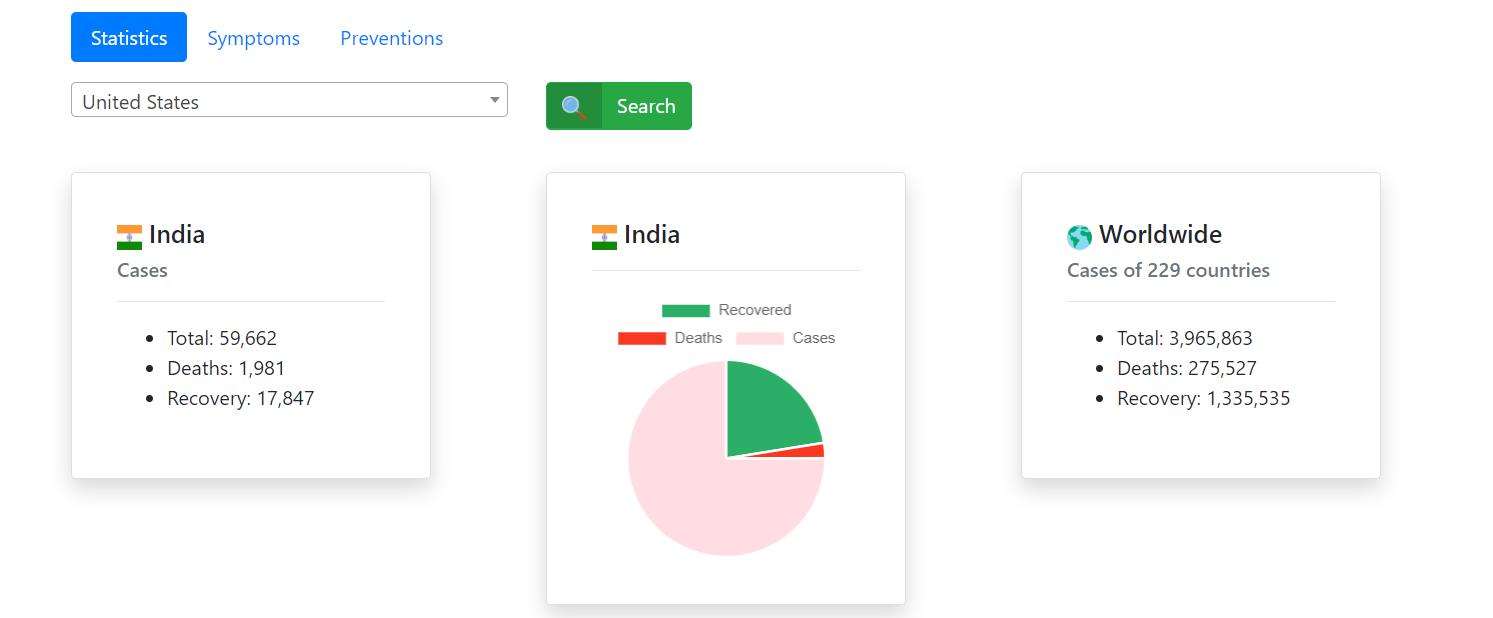 Statistics Symptoms Preventions
United States Search
India
Cases
Total: 59,662
Deaths: 1,981
Recovery: 17,847
India
Recovered
Deaths Cases
Worldwide
Cases of 229 countries
Total: 3,965,863
Deaths: 275,527
Recovery: 1,335,535